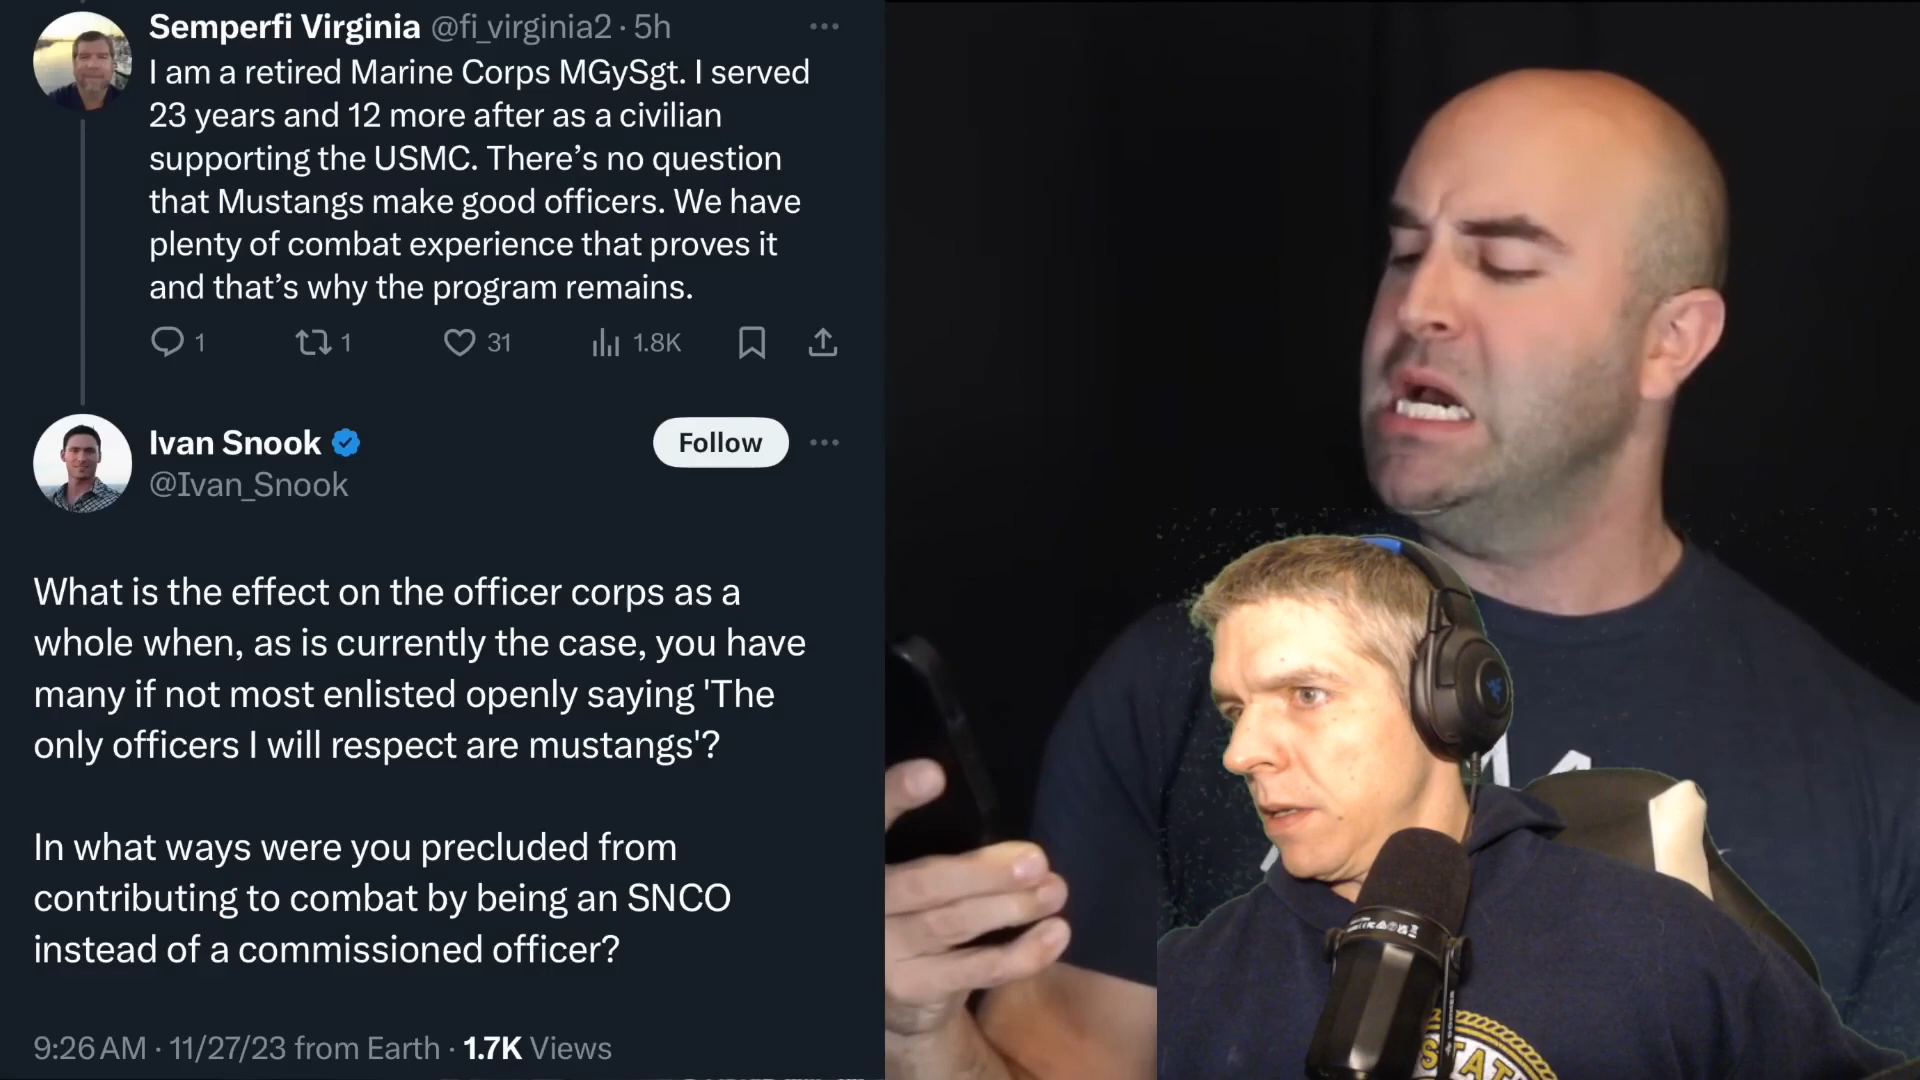 Semperfi Virginia @fi_virginia2 · 5h
I am a retired Marine Corps MGySgt. I served
23 years and 12 more after as a civilian
supporting the USMC. There’s no question
that Mustangs make good officers. We have
plenty of combat experience that proves it
and that’s why the program remains.
1 1 31 1.8K
Ivan Snook
Follow
@Ivan_Snook
What is the effect on the officer corps as a
whole when, as is currently the case, you have
many if not most enlisted openly saying 'The
only officers I will respect are mustangs'?
In what ways were you precluded from
contributing to combat by being an SNCO
instead of a commissioned officer?
9:26 AM · 11/27/23 from Earth · 1.7K Views